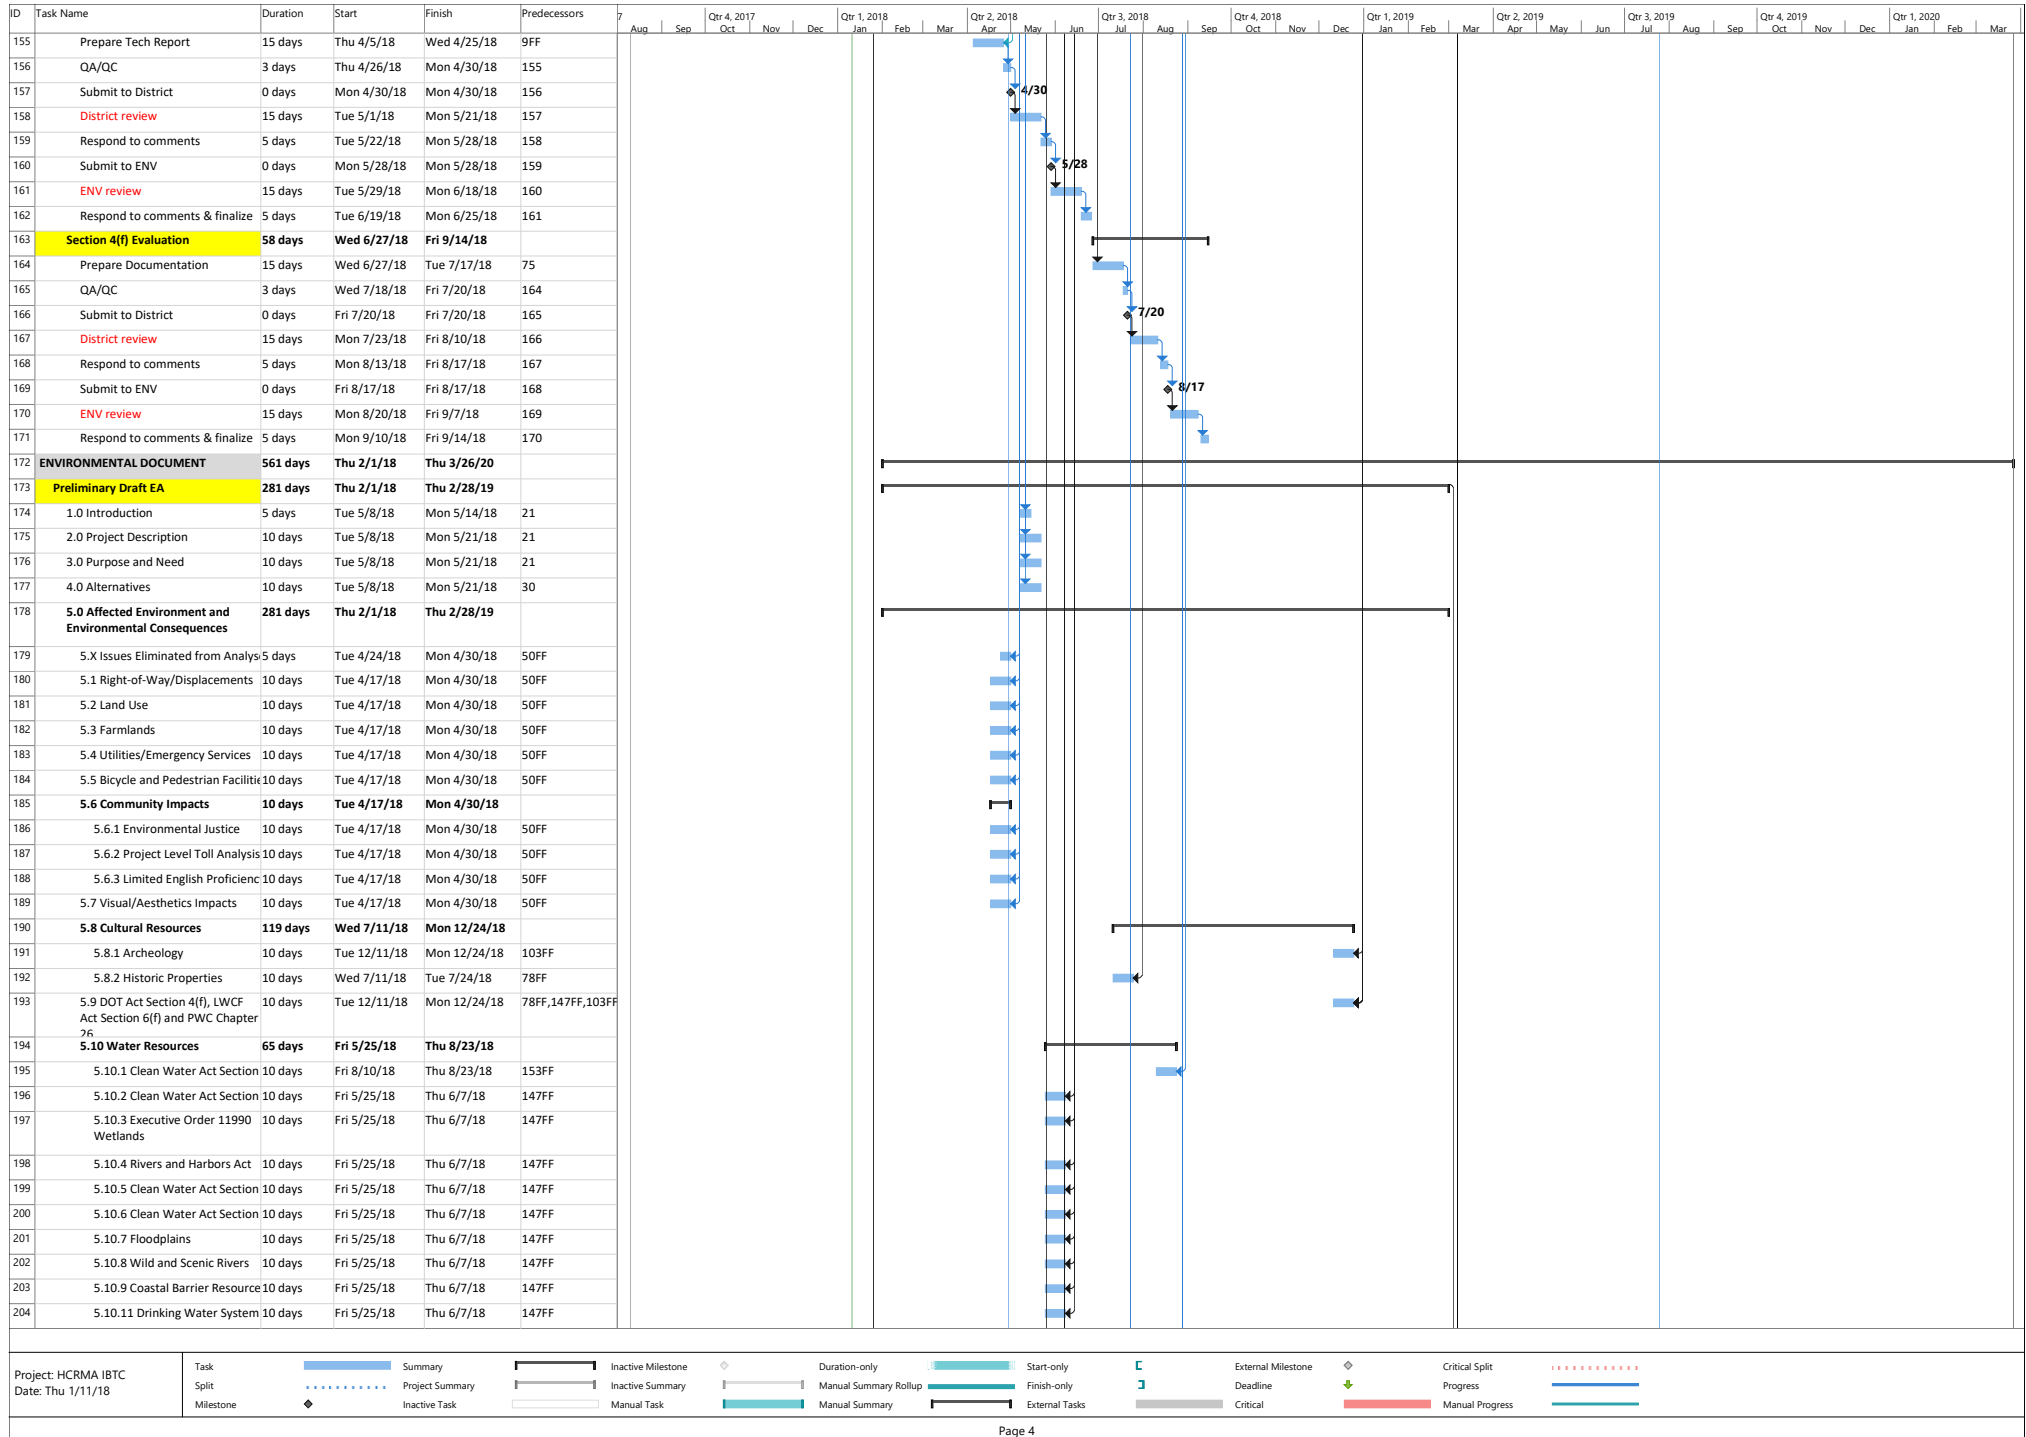 ID Task Name Duration Start Finish Predecessors
7 Qtr 4, 2017 Qtr 1, 2018 Qtr 2, 2018 Qtr 3, 2018 Qtr 4, 2018 Qtr 1, 2019 Qtr 2, 2019 Qtr 3, 2019 Qtr 4, 2019 Qtr 1, 2020
Aug Sep Oct Nov Dec Jan Feb Mar Apr May Jun Jul Aug Sep Oct Nov Dec Jan Feb Mar Apr May Jun Jul Aug Sep Oct Nov Dec Jan Feb Mar
155 Prepare Tech Report 15 days Thu 4/5/18 Wed 4/25/18 9FF
156 QA/QC 3 days Thu 4/26/18 Mon 4/30/18 155
157 Submit to District 0 days Mon 4/30/18 Mon 4/30/18 156 4/30
158 District review 15 days Tue 5/1/18 Mon 5/21/18 157
159 Respond to comments 5 days Tue 5/22/18 Mon 5/28/18 158
160 Submit to ENV 0 days Mon 5/28/18 Mon 5/28/18 159 5/28
161 ENV review 15 days Tue 5/29/18 Mon 6/18/18 160
162 Respond to comments & finalize 5 days Tue 6/19/18 Mon 6/25/18 161
163 Section 4(f) Evaluation 58 days Wed 6/27/18 Fri 9/14/18
164 Prepare Documentation 15 days Wed 6/27/18 Tue 7/17/18 75
165 QA/QC 3 days Wed 7/18/18 Fri 7/20/18 164
166 Submit to District 0 days Fri 7/20/18 Fri 7/20/18 165 7/20
167 District review 15 days Mon 7/23/18 Fri 8/10/18 166
168 Respond to comments 5 days Mon 8/13/18 Fri 8/17/18 167
169 Submit to ENV 0 days Fri 8/17/18 Fri 8/17/18 168 8/17
170 ENV review 15 days Mon 8/20/18 Fri 9/7/18 169
171 Respond to comments & finalize 5 days Mon 9/10/18 Fri 9/14/18 170
172 ENVIRONMENTAL DOCUMENT 561 days Thu 2/1/18 Thu 3/26/20
173 Preliminary Draft EA 281 days Thu 2/1/18 Thu 2/28/19
174 1.0 Introduction 5 days Tue 5/8/18 Mon 5/14/18 21
175 2.0 Project Description 10 days Tue 5/8/18 Mon 5/21/18 21
176 3.0 Purpose and Need 10 days Tue 5/8/18 Mon 5/21/18 21
177 4.0 Alternatives 10 days Tue 5/8/18 Mon 5/21/18 30
178 5.0 Affected Environment and 281 days Thu 2/1/18 Thu 2/28/19
Environmental Consequences
179 5.X Issues Eliminated from Analys 5 days Tue 4/24/18 Mon 4/30/18 50FF
180 5.1 Right-of-Way/Displacements 10 days Tue 4/17/18 Mon 4/30/18 50FF
181 5.2 Land Use 10 days Tue 4/17/18 Mon 4/30/18 50FF
182 5.3 Farmlands 10 days Tue 4/17/18 Mon 4/30/18 50FF
183 5.4 Utilities/Emergency Services 10 days Tue 4/17/18 Mon 4/30/18 50FF
184 5.5 Bicycle and Pedestrian Facilitie 10 days Tue 4/17/18 Mon 4/30/18 50FF
185 5.6 Community Impacts 10 days Tue 4/17/18 Mon 4/30/18
186 5.6.1 Environmental Justice 10 days Tue 4/17/18 Mon 4/30/18 50FF
187 5.6.2 Project Level Toll Analysis 10 days Tue 4/17/18 Mon 4/30/18 50FF
188 5.6.3 Limited English Proficienc 10 days Tue 4/17/18 Mon 4/30/18 50FF
189 5.7 Visual/Aesthetics Impacts 10 days Tue 4/17/18 Mon 4/30/18 50FF
190 5.8 Cultural Resources 119 days Wed 7/11/18 Mon 12/24/18
191 5.8.1 Archeology 10 days Tue 12/11/18 Mon 12/24/18 103FF
192 5.8.2 Historic Properties 10 days Wed 7/11/18 Tue 7/24/18 78FF
193 5.9 DOT Act Section 4(f), LWCF 10 days Tue 12/11/18 Mon 12/24/18 78FF,147FF,103FF
Act Section 6(f) and PWC Chapter
26
194 5.10 Water Resources 65 days Fri 5/25/18 Thu 8/23/18
195 5.10.1 Clean Water Act Section 10 days Fri 8/10/18 Thu 8/23/18 153FF
196 5.10.2 Clean Water Act Section 10 days Fri 5/25/18 Thu 6/7/18 147FF
197 5.10.3 Executive Order 11990 10 days Fri 5/25/18 Thu 6/7/18 147FF
Wetlands
198 5.10.4 Rivers and Harbors Act 10 days Fri 5/25/18 Thu 6/7/18 147FF
199 5.10.5 Clean Water Act Section 10 days Fri 5/25/18 Thu 6/7/18 147FF
200 5.10.6 Clean Water Act Section 10 days Fri 5/25/18 Thu 6/7/18 147FF
201 5.10.7 Floodplains 10 days Fri 5/25/18 Thu 6/7/18 147FF
202 5.10.8 Wild and Scenic Rivers 10 days Fri 5/25/18 Thu 6/7/18 147FF
203 5.10.9 Coastal Barrier Resource 10 days Fri 5/25/18 Thu 6/7/18 147FF
204 5.10.11 Drinking Water System 10 days Fri 5/25/18 Thu 6/7/18 147FF
Project: HCRMA IBTC
Date: Thu 1/11/18
Task Summary Inactive Milestone Duration-only Start-only External Milestone Critical Split
Split Project Summary Inactive Summary Manual Summary Rollup Finish-only Deadline Progress
Milestone Inactive Task Manual Task Manual Summary External Tasks Critical Manual Progress
Page 4